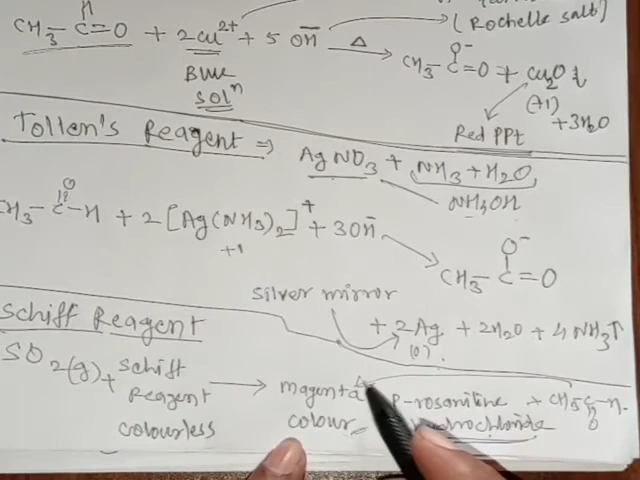 (Rochelle salt)
H
CH3-C=O + 2Cu²⁺ + 5 OH̄ Δ→ CH3-C=O + Cu2O↓
O⁻
Blue
solⁿ
(+1)
+3H2O
Red PPt
Tollen's Reagent ⇒ AgNO3 + NH3+H2O
NH4OH
O
CH3-C-H + 2[Ag(NH3)2]⁺ + 3OH̄
+1
O⁻
CH3-C=O
silver mirror
+ 2Ag + 2H2O + 4NH3↑
(0).
Schiff Reagent
SO2(g)+ Schiff Reagent colourless → magenta colour
P-rosaniline + CH3-C-H.
O
hydrochloride